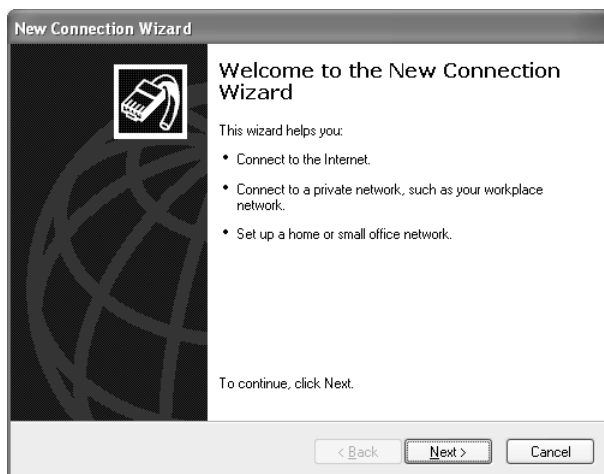 New Connection Wizard
Welcome to the New Connection
Wizard
This wizard helps you:
• Connect to the Internet.
• Connect to a private network, such as your workplace
network.
• Set up a home or small office network.
To continue, click Next.
< Back Next > Cancel